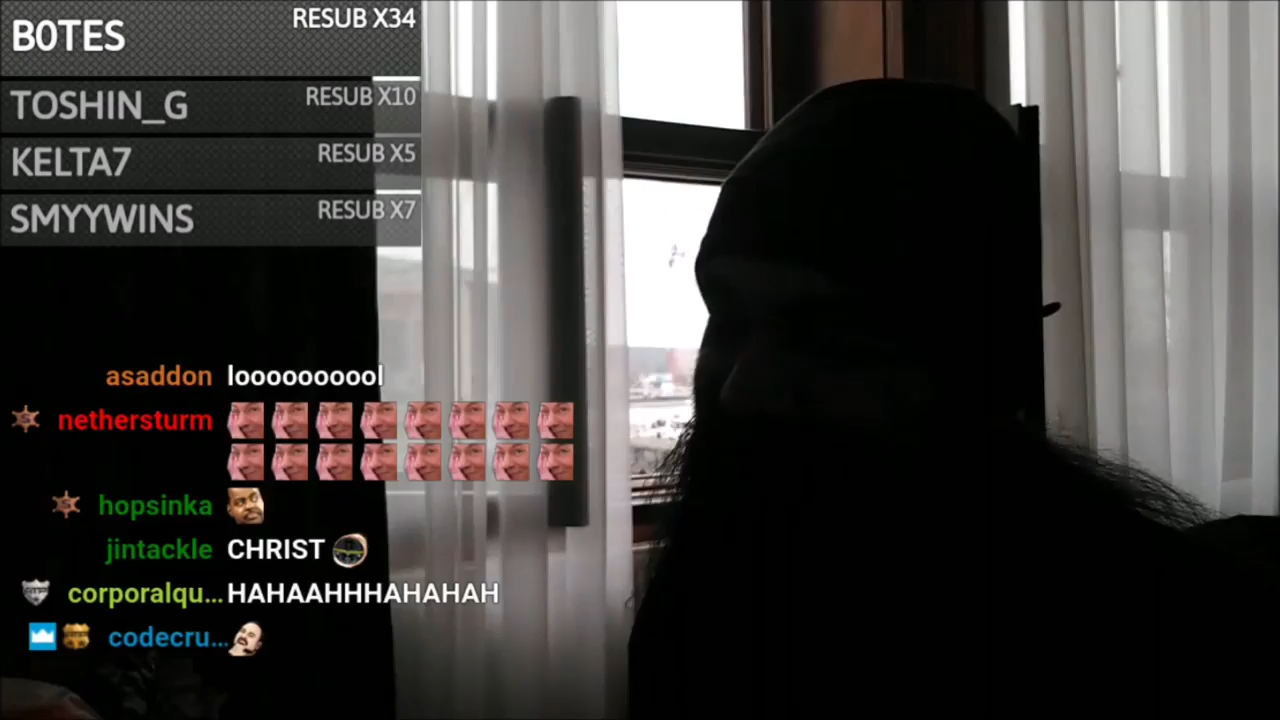 B0TES RESUB X34
TOSHIN_G RESUB X10
KELTA7 RESUB X5
SMYYWINS RESUB X7
asaddon looooooooool
nethersturm
hopsinka
jintackle CHRIST
corporalqu... HAHAAHHHAHAHAH
codecru...